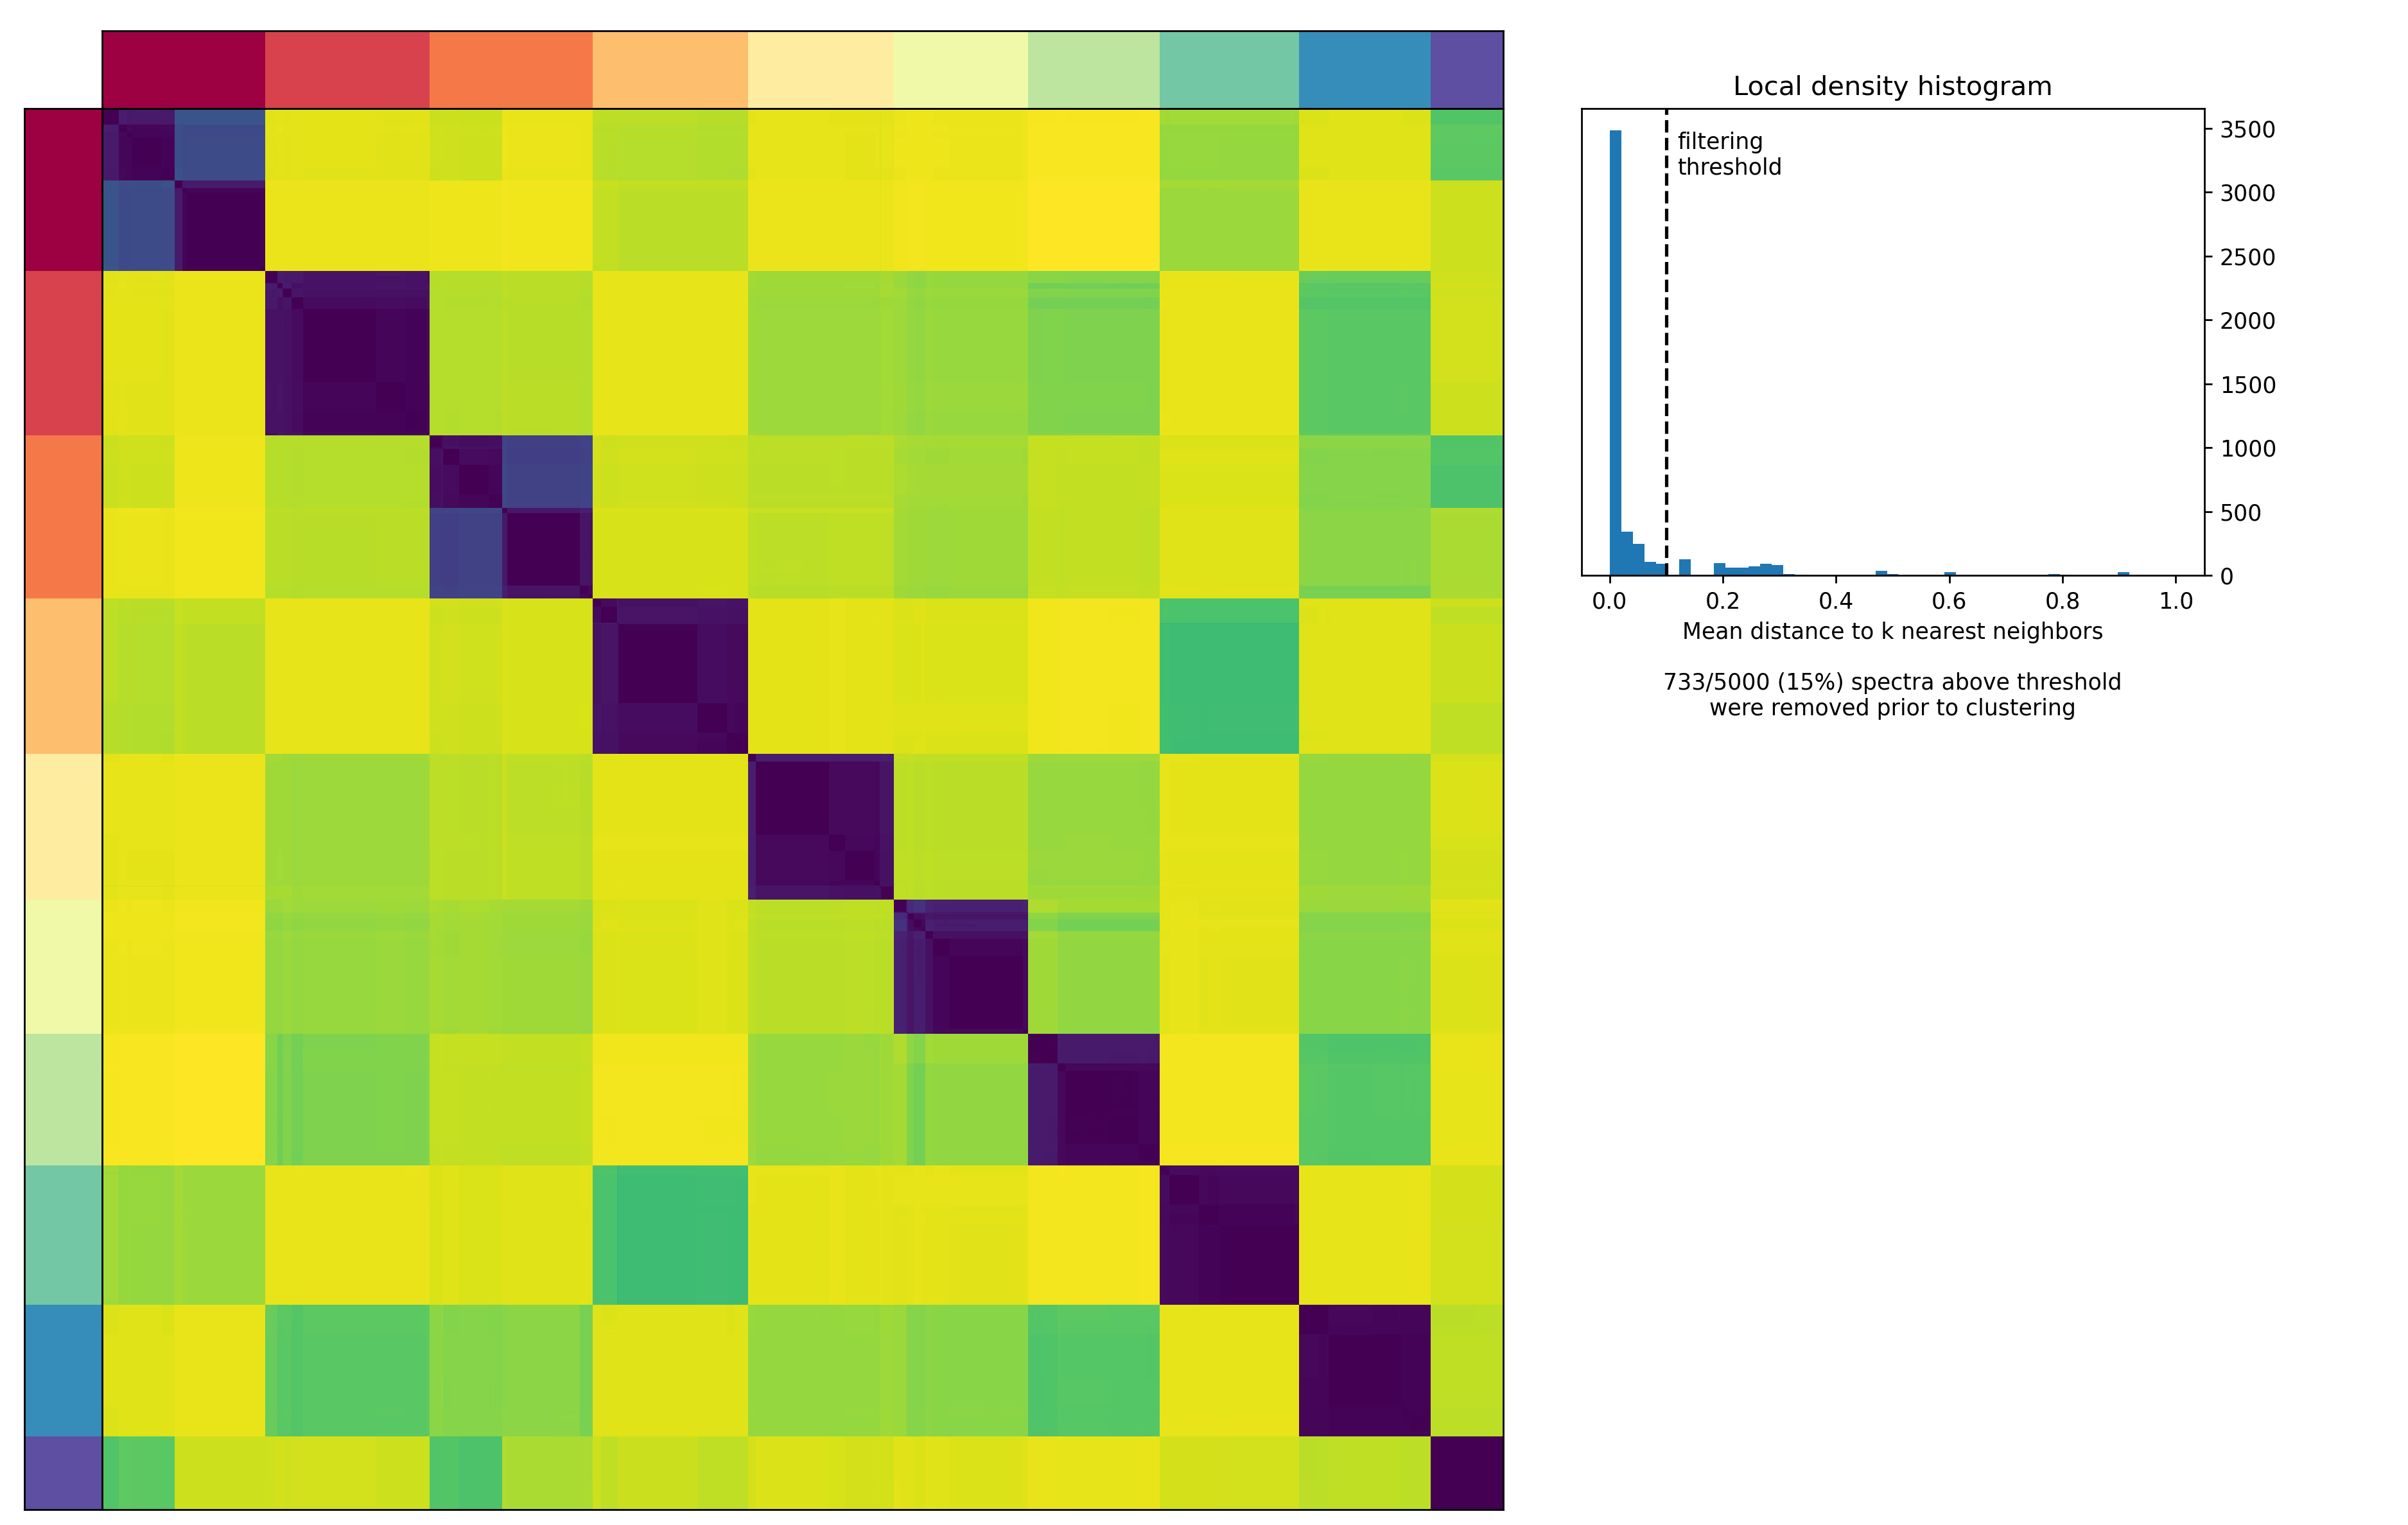 Local density histogram
filtering
threshold
3500
3000
2500
2000
1500
1000
500
0
0.0 0.2 0.4 0.6 0.8 1.0
Mean distance to k nearest neighbors
733/5000 (15%) spectra above threshold
were removed prior to clustering